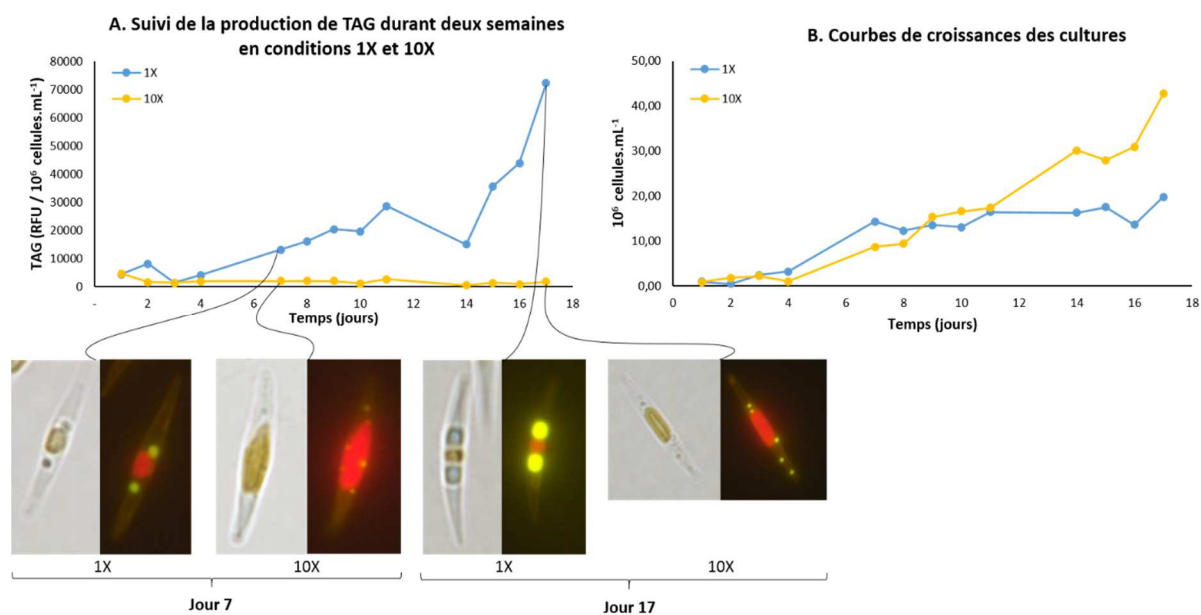 A. Suivi de la production de TAG durant deux semaines
en conditions 1X et 10X
80000
70000
60000
50000
40000
30000
20000
10000
0
TAG (RFU / 10⁶ cellules.mL⁻¹)
1X
10X
- 2 4 6 8 10 12 14 16 18
Temps (jours)
B. Courbes de croissances des cultures
50,00
40,00
30,00
20,00
10,00
0,00
10⁶ cellules.mL⁻¹
1X
10X
0 2 4 6 8 10 12 14 16 18
Temps (jours)
1X 10X 1X 10X
Jour 7 Jour 17